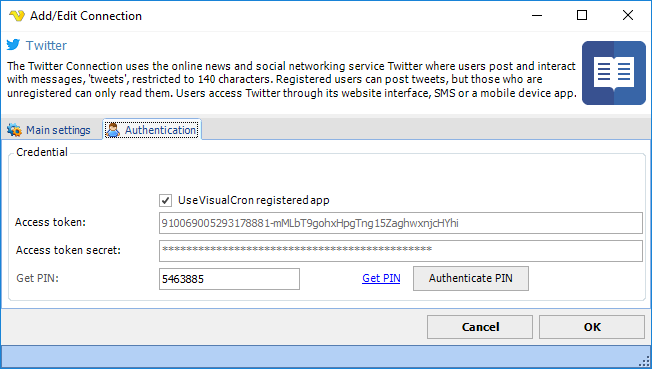 Add/Edit Connection
Twitter
The Twitter Connection uses the online news and social networking service Twitter where users post and interact
with messages, 'tweets', restricted to 140 characters. Registered users can post tweets, but those who are
unregistered can only read them. Users access Twitter through its website interface, SMS or a mobile device app.
Main settings Authentication
Credential
Use VisualCron registered app
Access token: 910069005293178881-mMLbT9gohxHpgTng15ZaghwxnjcHYhi
Access token secret: ********************************************
Get PIN: 5463885 Get PIN Authenticate PIN
Cancel OK